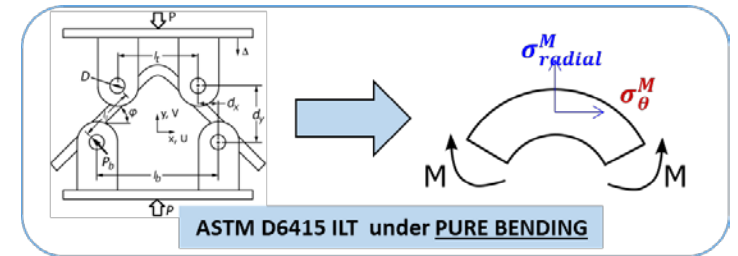 P
l_t
Δ
D
d_x
φ
y, V
x, U
d_y
P_b
l_b
P
σ^M_radial
σ^M_θ
M
M
ASTM D6415 ILT under PURE BENDING